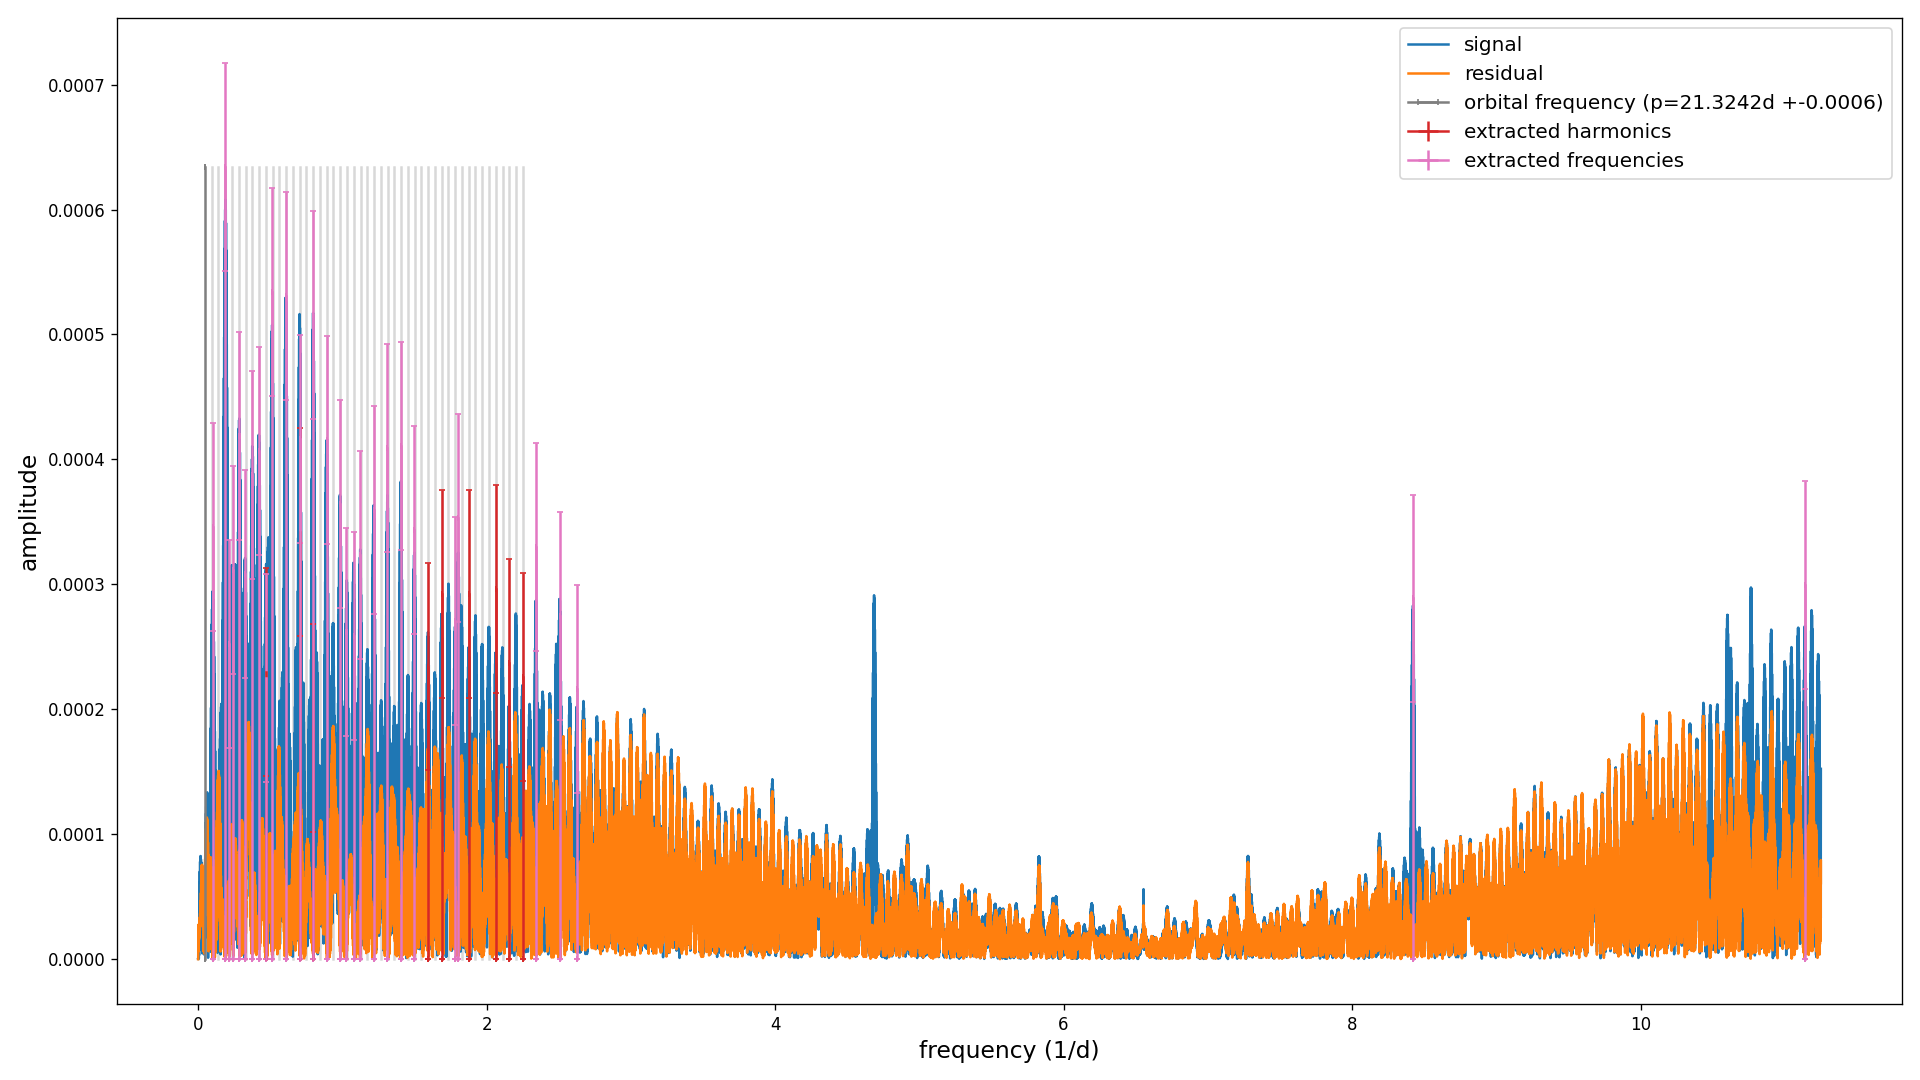 signal
residual
orbital frequency (p=21.3242d +-0.0006)
extracted harmonics
extracted frequencies
0.0007
0.0006
0.0005
0.0004
0.0003
0.0002
0.0001
0.0000
amplitude
0 2 4 6 8 10
frequency (1/d)